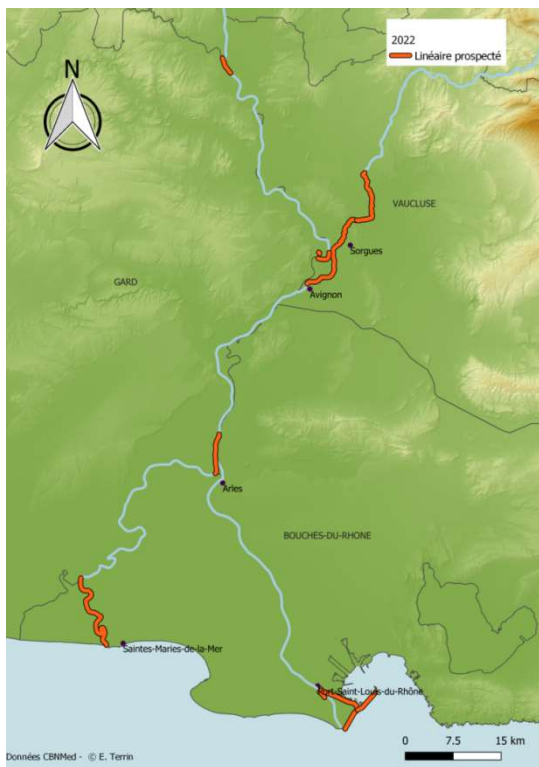 2022
Linéaire prospecté
N
VAUCLUSE
Sorgues
GARD
Avignon
Arles
BOUCHES-DU-RHONE
Saintes-Maries-de-la-Mer
Port-Saint-Louis-du-Rhône
Données CBNMed - © E. Terrin
0 7.5 15 km